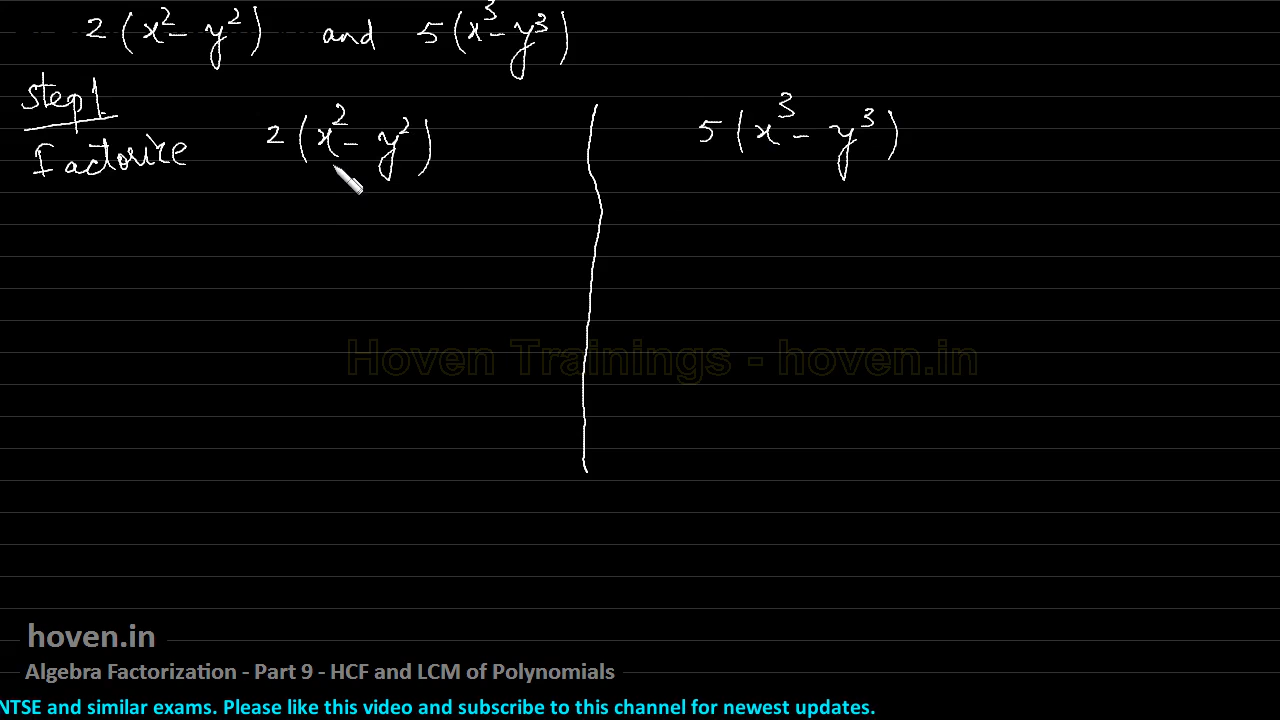 2(x² - y²) and 5(x³ - y³)
Step 1
Factorize 2(x² - y²) 5(x³ - y³)
Hoven Trainings - hoven.in
hoven.in
Algebra Factorization - Part 9 - HCF and LCM of Polynomials
NTSE and similar exams. Please like this video and subscribe to this channel for newest updates.